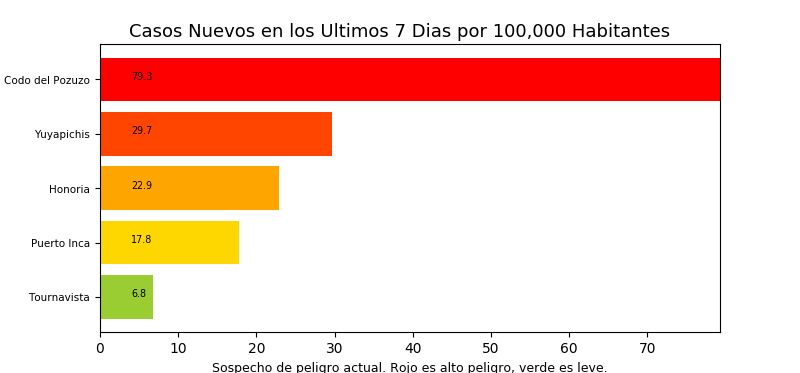 Casos Nuevos en los Ultimos 7 Dias por 100,000 Habitantes
Codo del Pozuzo 79.3
Yuyapichis 29.7
Honoria 22.9
Puerto Inca 17.8
Tournavista 6.8
0 10 20 30 40 50 60 70
Sospecho de peligro actual. Rojo es alto peligro, verde es leve.